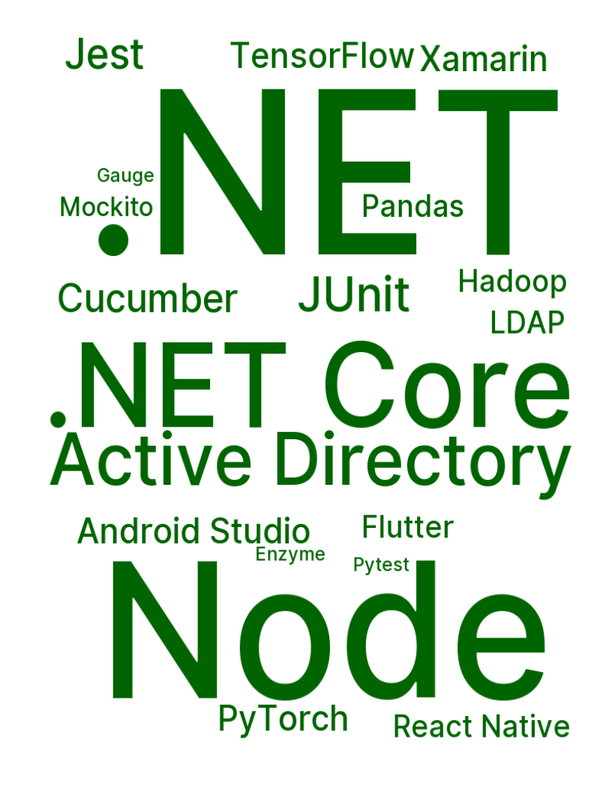 Jest
TensorFlow
Xamarin
.NET
Gauge
Mockito
Pandas
Cucumber
JUnit
Hadoop
LDAP
.NET Core
Active Directory
Android Studio
Flutter
Enzyme
Pytest
Node
PyTorch
React Native